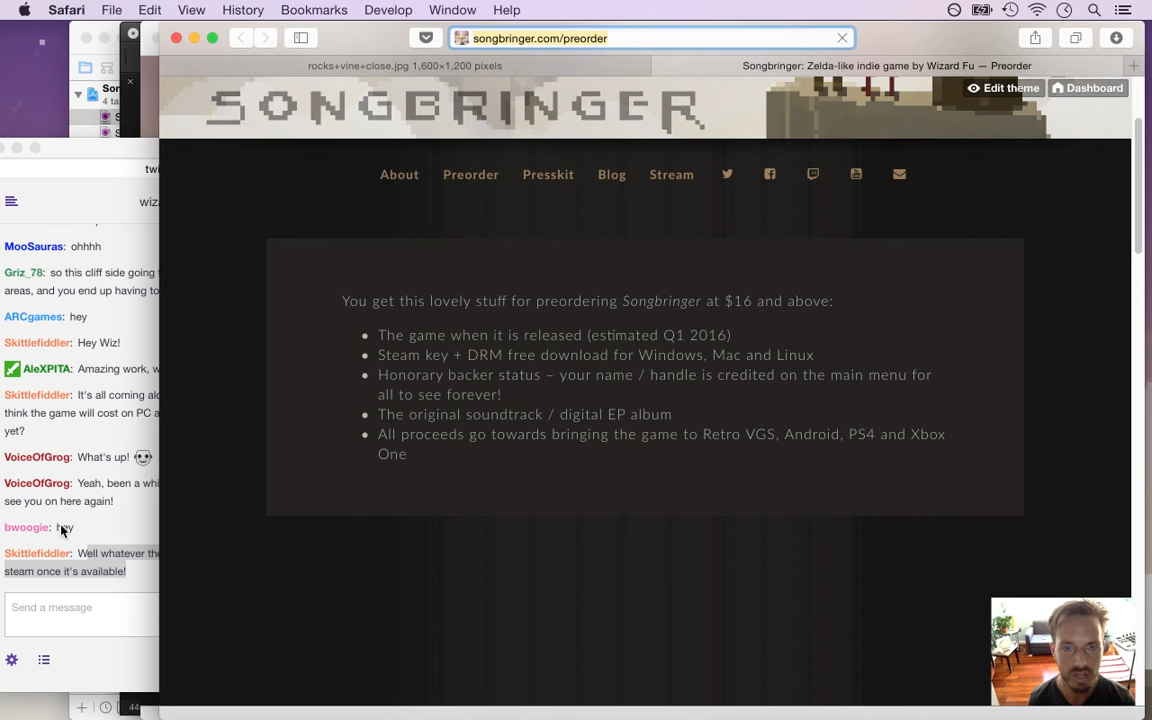 Safari File Edit View History Bookmarks Develop Window Help
songbringer.com/preorder
rocks+vine+close.jpg 1,600×1,200 pixels
Songbringer: Zelda-like indie game by Wizard Fu — Preorder
Edit theme
Dashboard
SONGBRINGER
About Preorder Presskit Blog Stream
You get this lovely stuff for preordering Songbringer at $16 and above:
• The game when it is released (estimated Q1 2016)
• Steam key + DRM free download for Windows, Mac and Linux
• Honorary backer status – your name / handle is credited on the main menu for
all to see forever!
• The original soundtrack / digital EP album
• All proceeds go towards bringing the game to Retro VGS, Android, PS4 and Xbox
One
4 ta
MooSauras: ohhhh
Griz_78: so this cliff side going
areas, and you end up having to
ARCgames: hey
Skittlefiddler: Hey Wiz!
AleXPITA: Amazing work, w
Skittlefiddler: It's all coming
think the game will cost on PC a
yet?
VoiceOfGrog: What's up!
VoiceOfGrog: Yeah, been a whi
see you on here again!
bwoogie: hey
Skittlefiddler: Well whatever the
steam once it's available!
Send a message
44